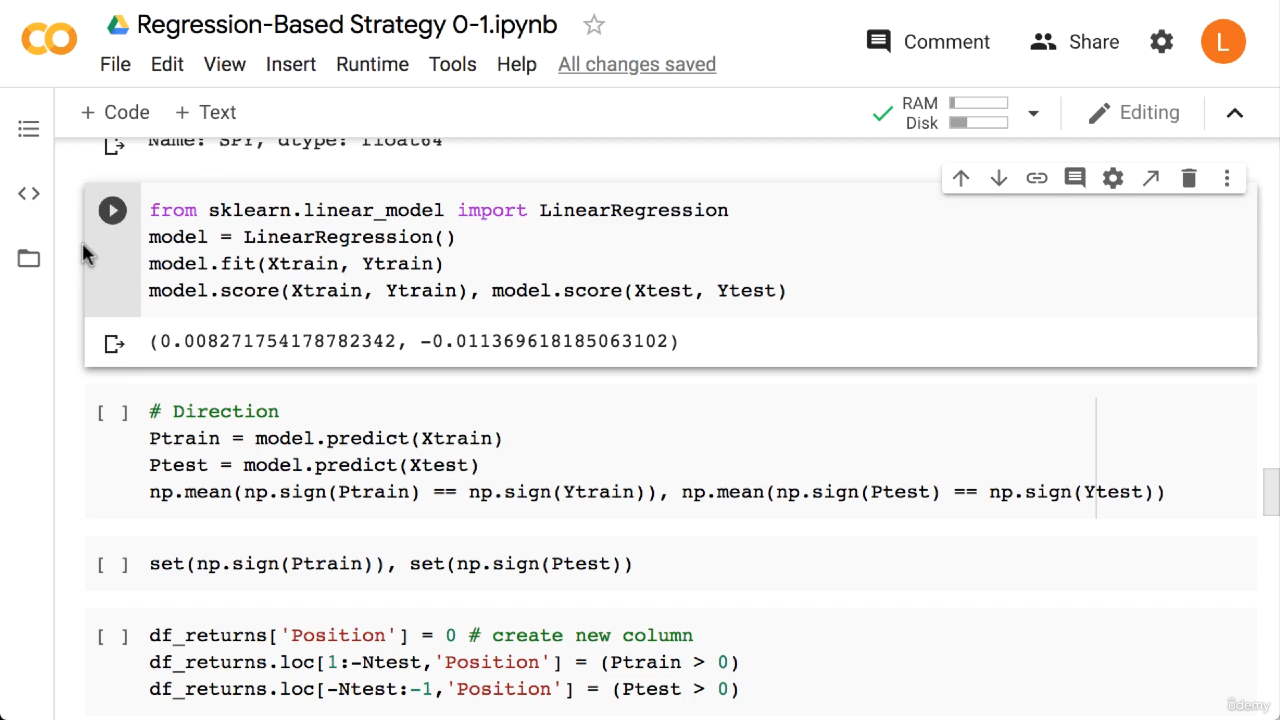 Regression-Based Strategy 0-1.ipynb
File Edit View Insert Runtime Tools Help All changes saved
Comment Share L
+ Code + Text
RAM
Disk
Editing
Name: SPY, dtype: float64
from sklearn.linear_model import LinearRegression
model = LinearRegression()
model.fit(Xtrain, Ytrain)
model.score(Xtrain, Ytrain), model.score(Xtest, Ytest)
(0.008271754178782342, -0.011369618185063102)
[ ] # Direction
Ptrain = model.predict(Xtrain)
Ptest = model.predict(Xtest)
np.mean(np.sign(Ptrain) == np.sign(Ytrain)), np.mean(np.sign(Ptest) == np.sign(Ytest))
[ ] set(np.sign(Ptrain)), set(np.sign(Ptest))
[ ] df_returns['Position'] = 0 # create new column
df_returns.loc[1:-Ntest,'Position'] = (Ptrain > 0)
df_returns.loc[-Ntest:-1,'Position'] = (Ptest > 0)
ûdemy